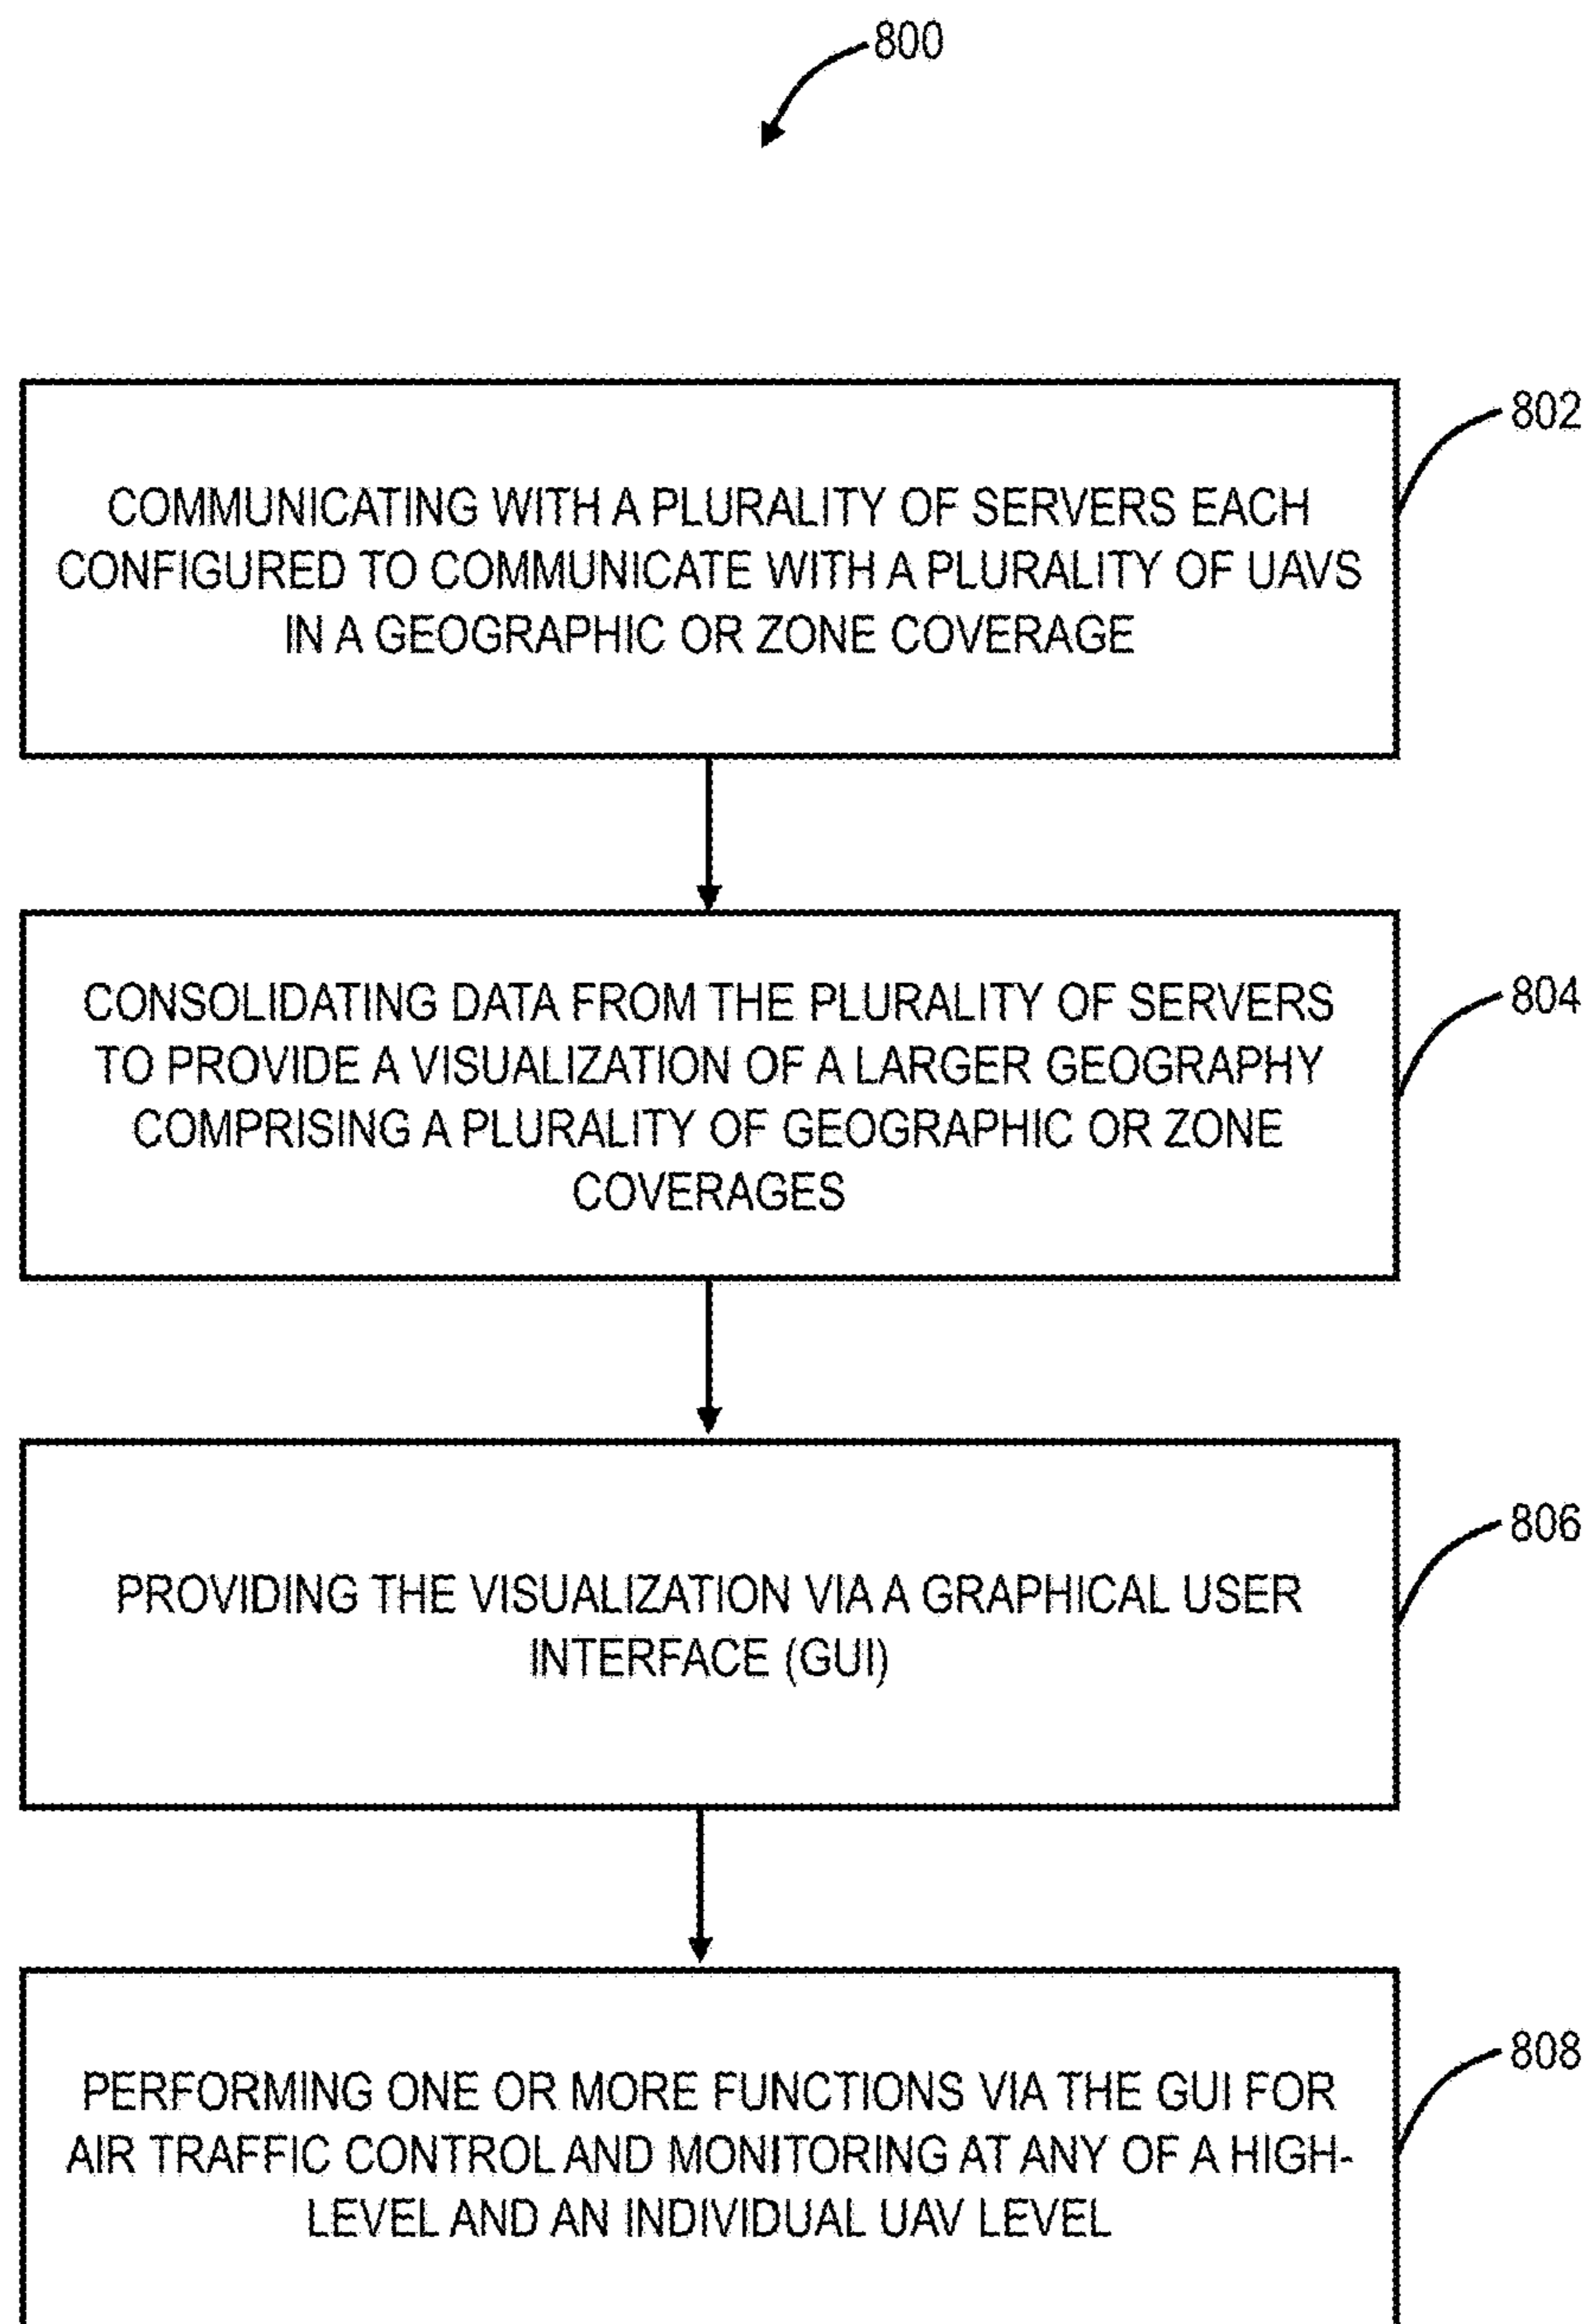 800
802
COMMUNICATING WITH A PLURALITY OF SERVERS EACH
CONFIGURED TO COMMUNICATE WITH A PLURALITY OF UAVS
IN A GEOGRAPHIC OR ZONE COVERAGE
804
CONSOLIDATING DATA FROM THE PLURALITY OF SERVERS
TO PROVIDE A VISUALIZATION OF A LARGER GEOGRAPHY
COMPRISING A PLURALITY OF GEOGRAPHIC OR ZONE
COVERAGES
806
PROVIDING THE VISUALIZATION VIA A GRAPHICAL USER
INTERFACE (GUI)
808
PERFORMING ONE OR MORE FUNCTIONS VIA THE GUI FOR
AIR TRAFFIC CONTROL AND MONITORING AT ANY OF A HIGH-
LEVEL AND AN INDIVIDUAL UAV LEVEL